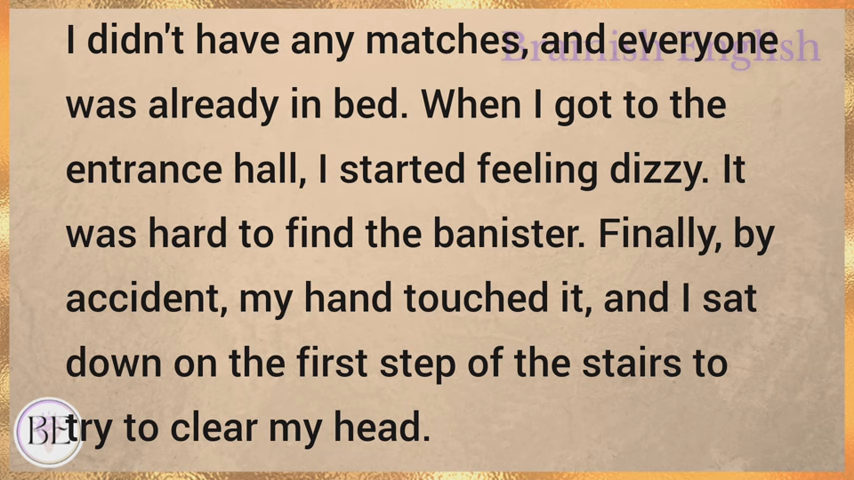 Brainish English
I didn't have any matches, and everyone
was already in bed. When I got to the
entrance hall, I started feeling dizzy. It
was hard to find the banister. Finally, by
accident, my hand touched it, and I sat
down on the first step of the stairs to
try to clear my head.
BE